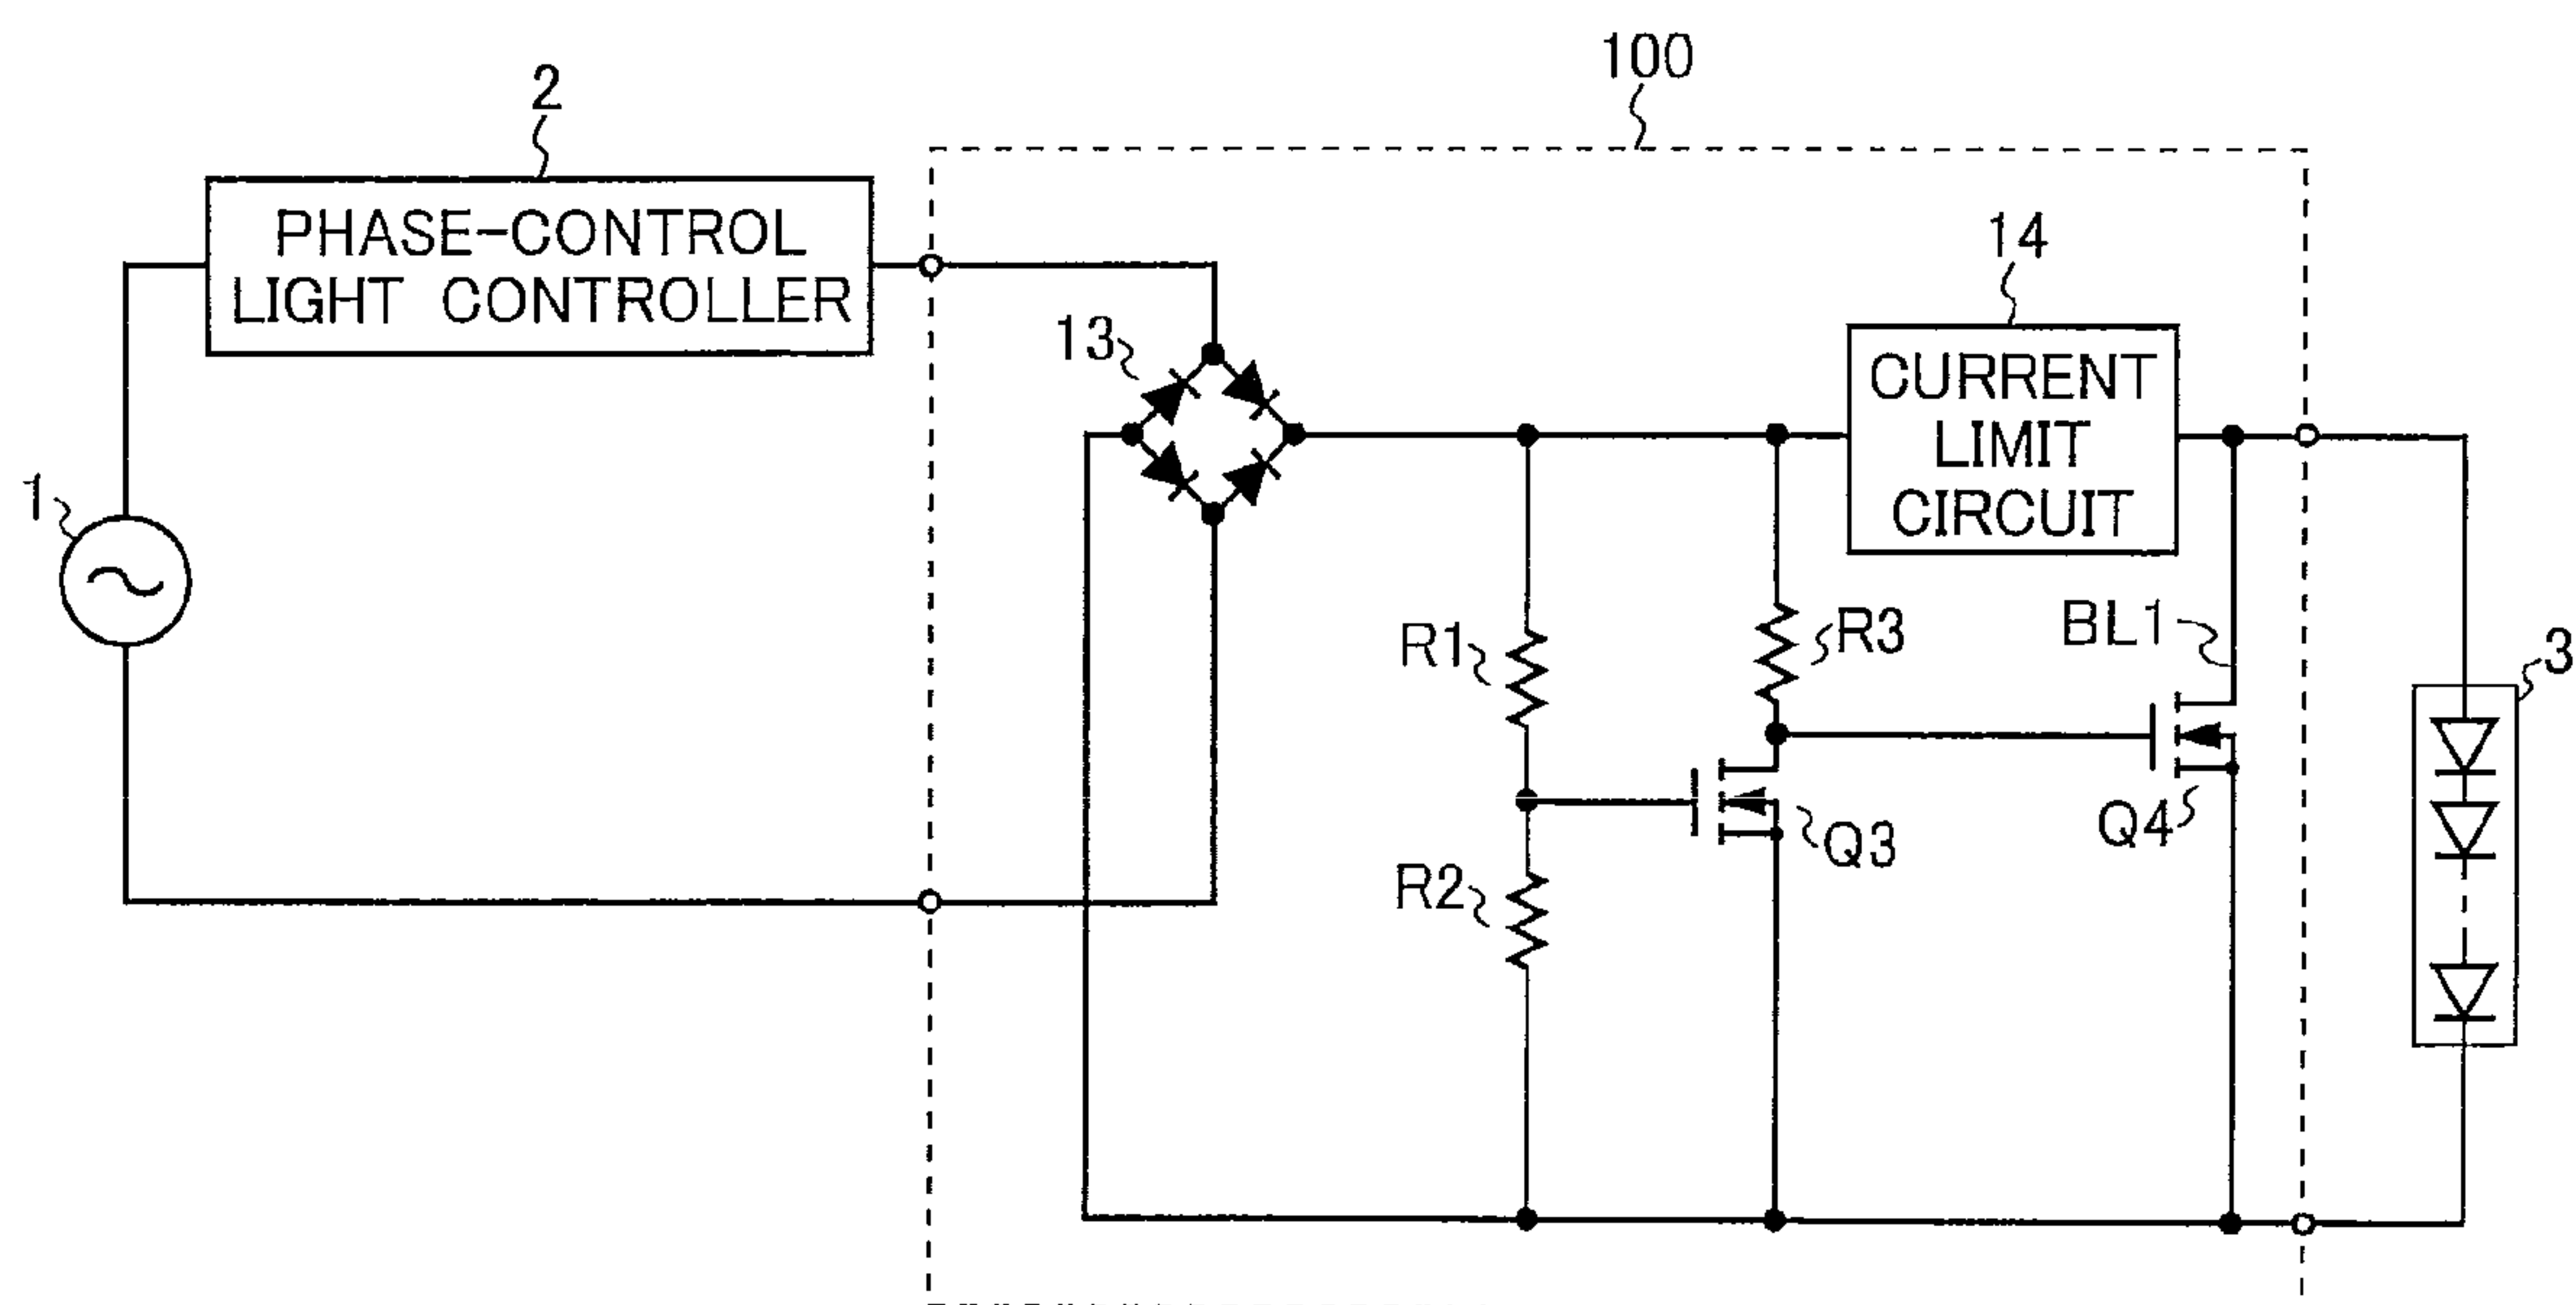 100
2
PHASE-CONTROL
LIGHT CONTROLLER
14
13
CURRENT
LIMIT
CIRCUIT
1
R1
R3
BL1
3
Q3
Q4
R2